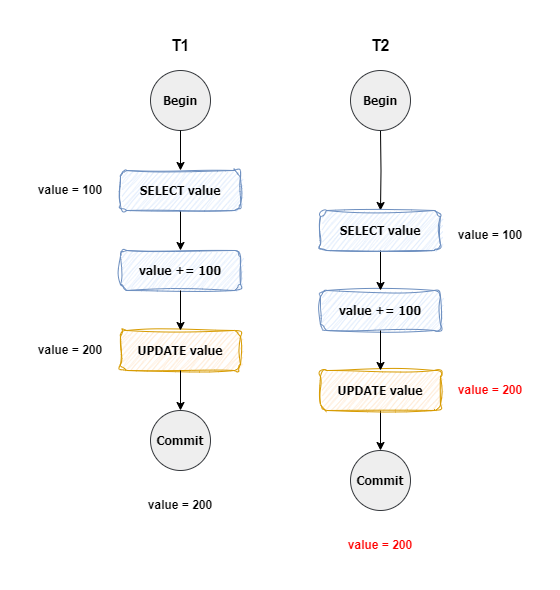 T1
T2
Begin
Begin
value = 100
SELECT value
SELECT value
value = 100
value += 100
value += 100
value = 200
UPDATE value
UPDATE value
value = 200
Commit
Commit
value = 200
value = 200